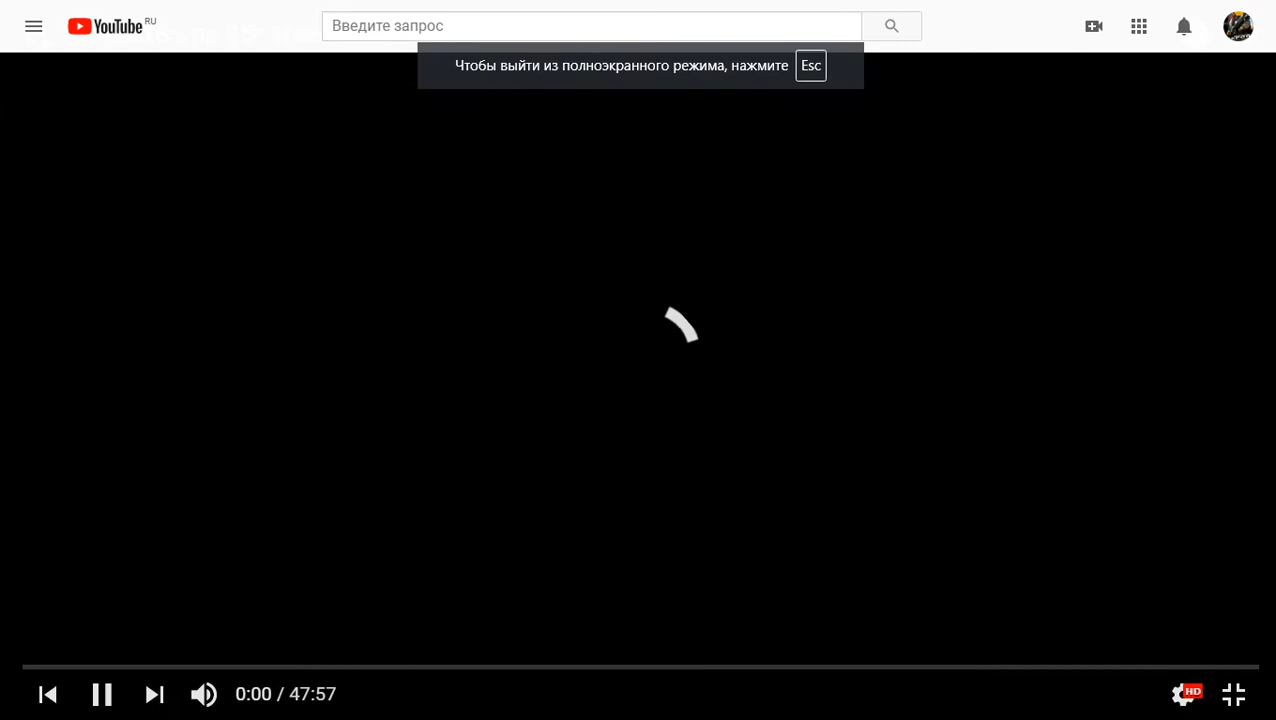 YouTube RU
Введите запрос
Чтобы выйти из полноэкранного режима, нажмите Esc
0:00 / 47:57
HD